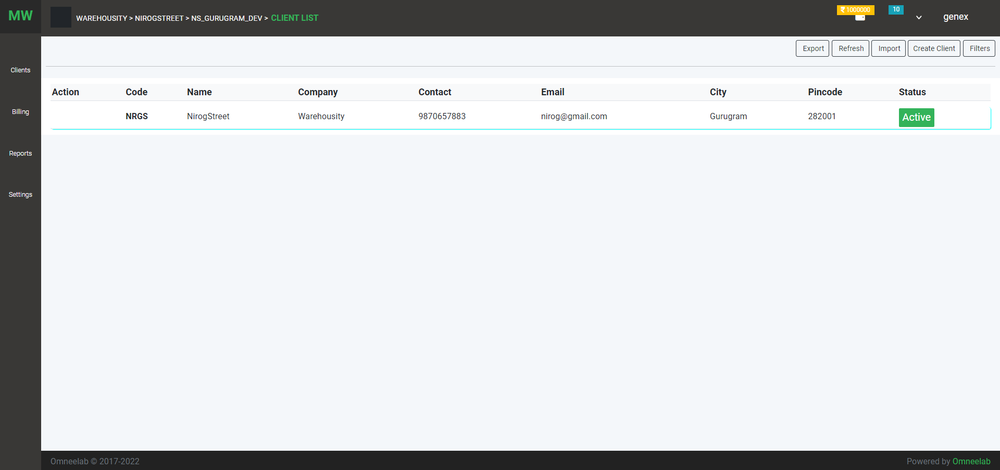 MW
WAREHOUSITY > NIROGSTREET > NS_GURUGRAM_DEV > CLIENT LIST
₹ 1000000
10
genex
Export Refresh Import Create Client Filters
Clients
Billing
Reports
Settings
Action Code Name Company Contact Email City Pincode Status
NRGS NirogStreet Warehousity 9870657883 nirog@gmail.com Gurugram 282001 Active
Omneelab © 2017-2022
Powered by Omneelab